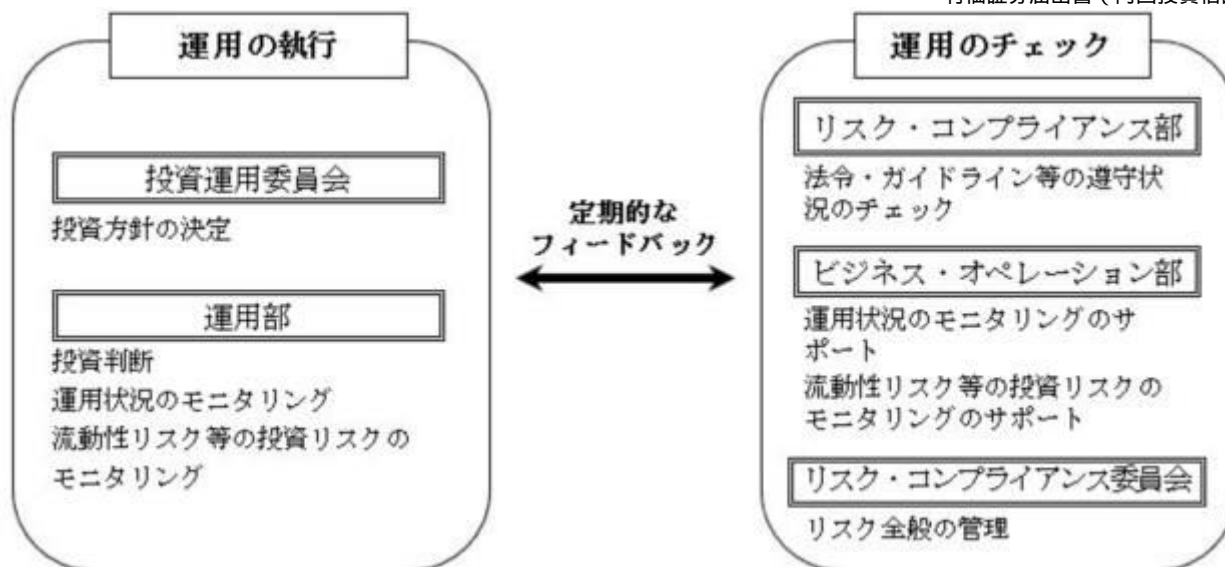 運用の執行
投資運用委員会
投資方針の決定
運用部
投資判断
運用状況のモニタリング
流動性リスク等の投資リスクの
モニタリング
定期的な
フィードバック
運用のチェック
リスク・コンプライアンス部
法令・ガイドライン等の遵守状
況のチェック
ビジネス・オペレーション部
運用状況のモニタリングのサ
ポート
流動性リスク等の投資リスクの
モニタリングのサポート
リスク・コンプライアンス委員会
リスク全般の管理